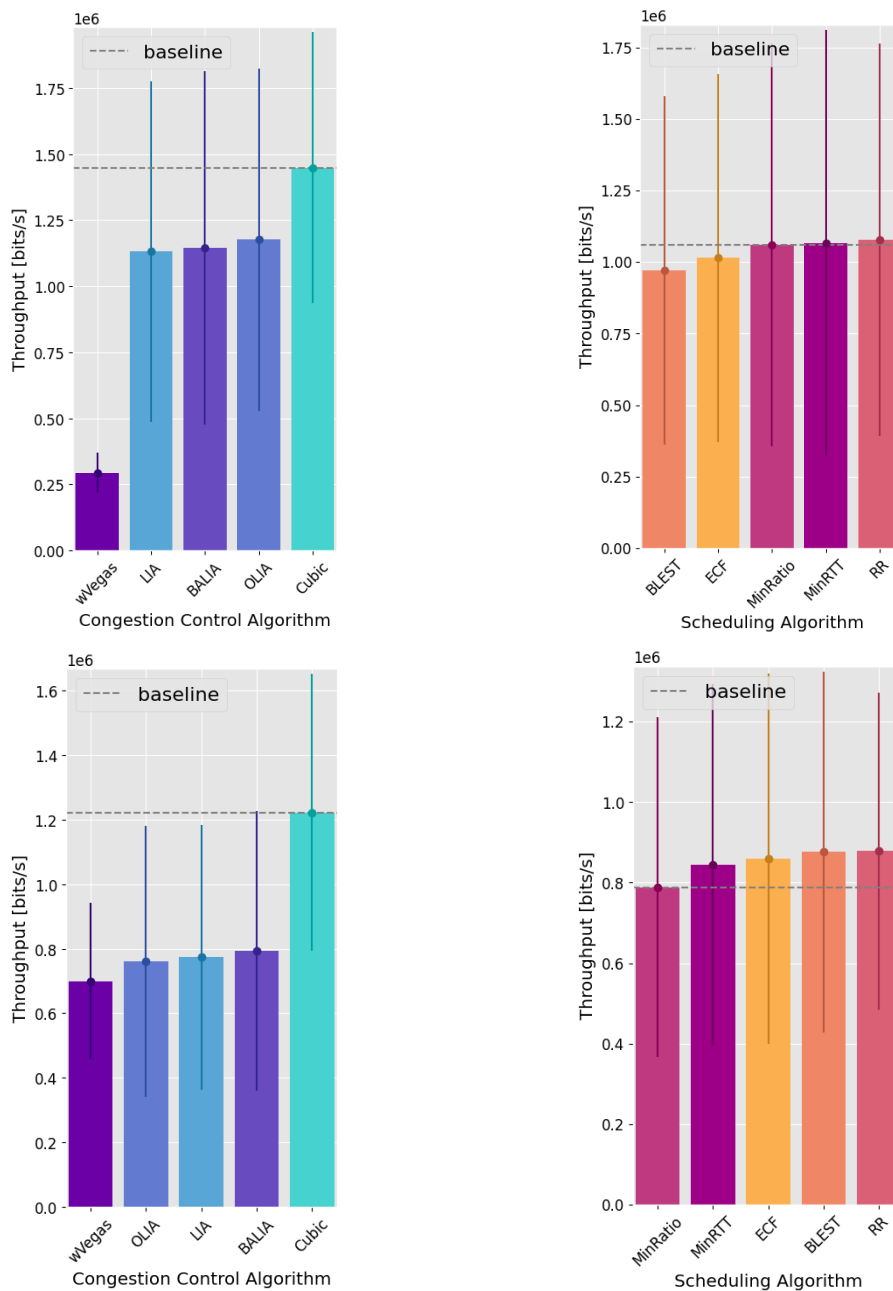 1e6
baseline
1.75
1.50
1.25
1.00
0.75
0.50
0.25
0.00
Throughput [bits/s]
wVegas
LIA
BALIA
OLIA
Cubic
Congestion Control Algorithm
1e6
baseline
1.75
1.50
1.25
1.00
0.75
0.50
0.25
0.00
Throughput [bits/s]
BLEST
ECF
MinRatio
MinRTT
RR
Scheduling Algorithm
1e6
baseline
1.6
1.4
1.2
1.0
0.8
0.6
0.4
0.2
0.0
Throughput [bits/s]
wVegas
OLIA
LIA
BALIA
Cubic
Congestion Control Algorithm
1e6
baseline
1.2
1.0
0.8
0.6
0.4
0.2
0.0
Throughput [bits/s]
MinRatio
MinRTT
ECF
BLEST
RR
Scheduling Algorithm